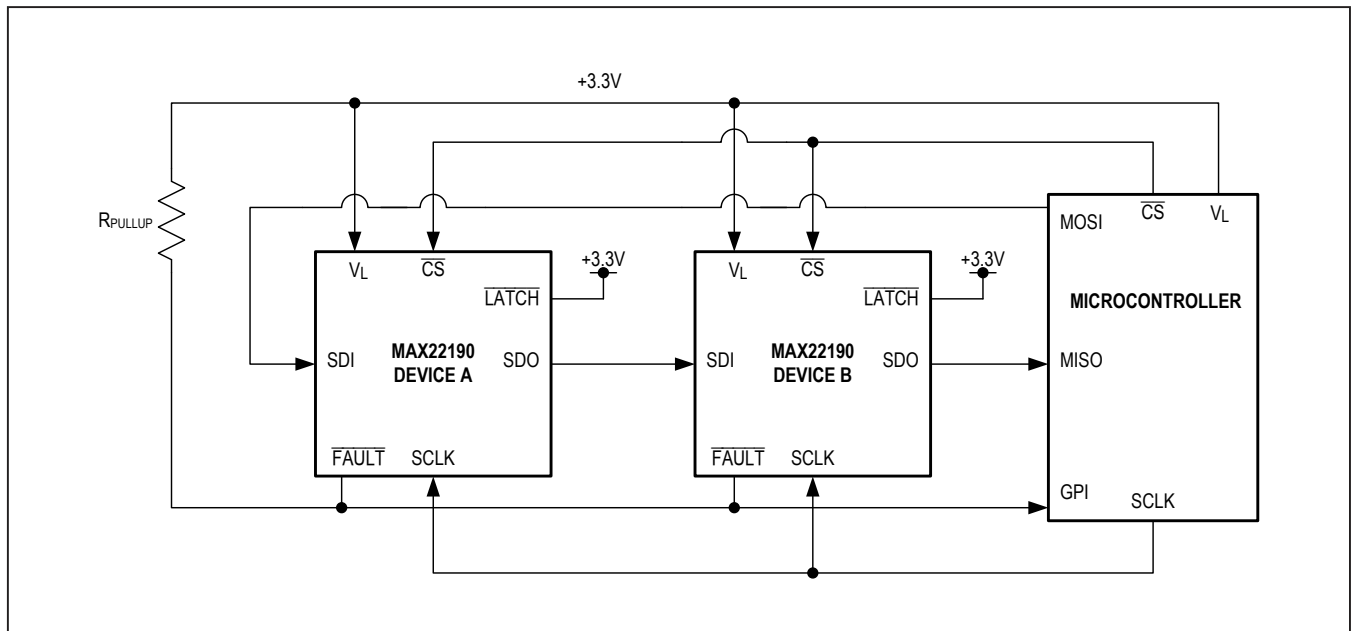 +3.3V
RPULLUP
VL
CS
LATCH
+3.3V
SDI
MAX22190
DEVICE A
SDO
FAULT
SCLK
VL
CS
LATCH
+3.3V
SDI
MAX22190
DEVICE B
SDO
FAULT
SCLK
MOSI
CS
VL
MICROCONTROLLER
MISO
GPI
SCLK